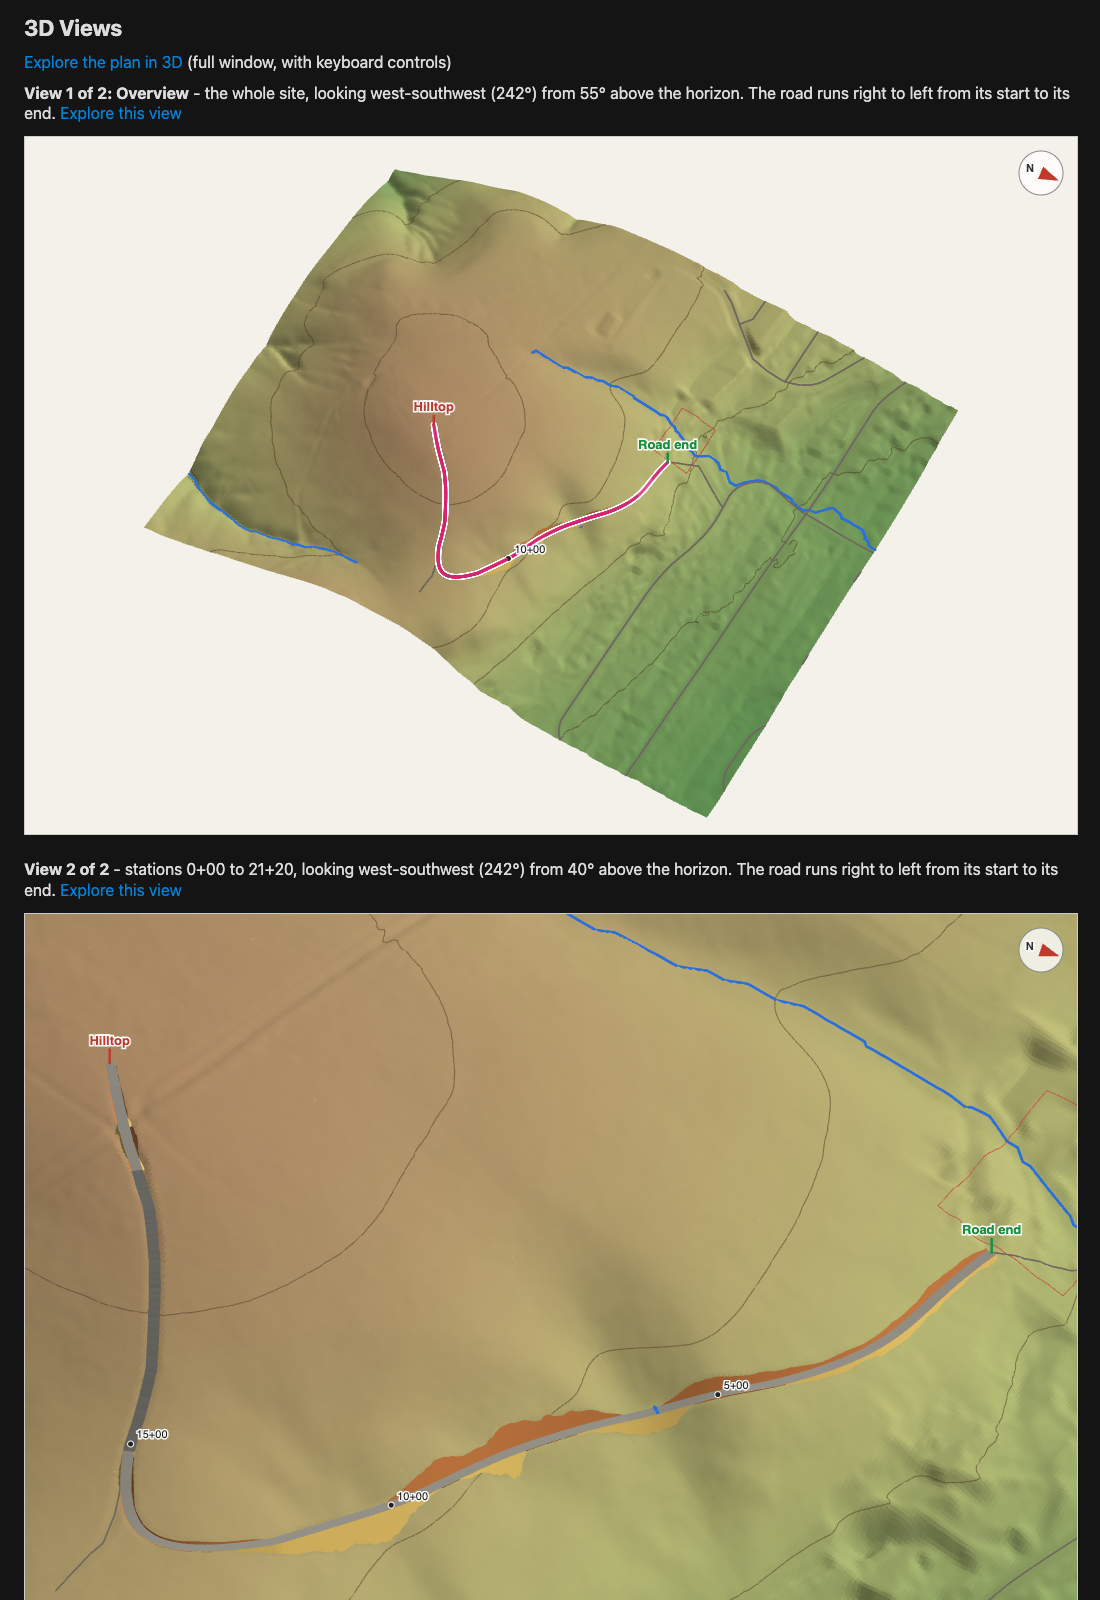 3D Views
Explore the plan in 3D (full window, with keyboard controls)
View 1 of 2: Overview - the whole site, looking west-southwest (242°) from 55° above the horizon. The road runs right to left from its start to its
end. Explore this view
N
Hilltop
Road end
10+00
View 2 of 2 - stations 0+00 to 21+20, looking west-southwest (242°) from 40° above the horizon. The road runs right to left from its start to its
end. Explore this view
N
Hilltop
Road end
5+00
15+00
10+00